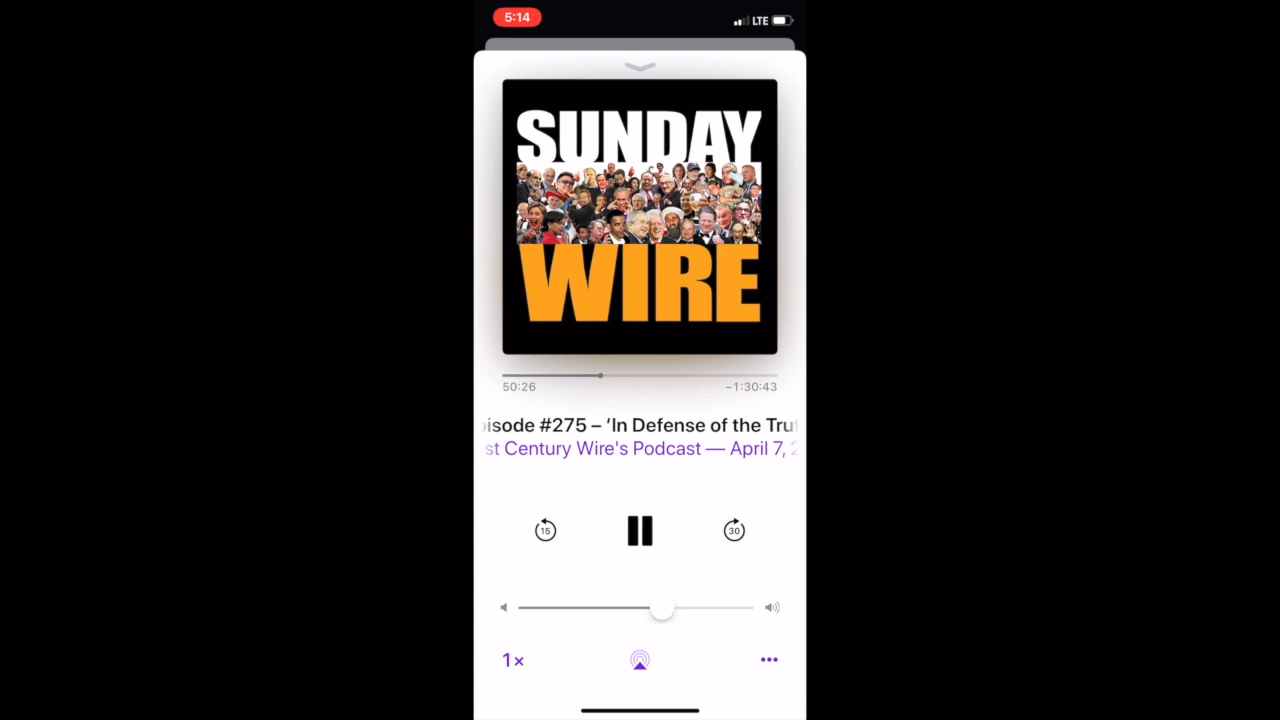 5:14
LTE
SUNDAY
WIRE
50:26
−1:30:43
isode #275 – ‘In Defense of the Tru
st Century Wire's Podcast — April 7,
15
30
1×